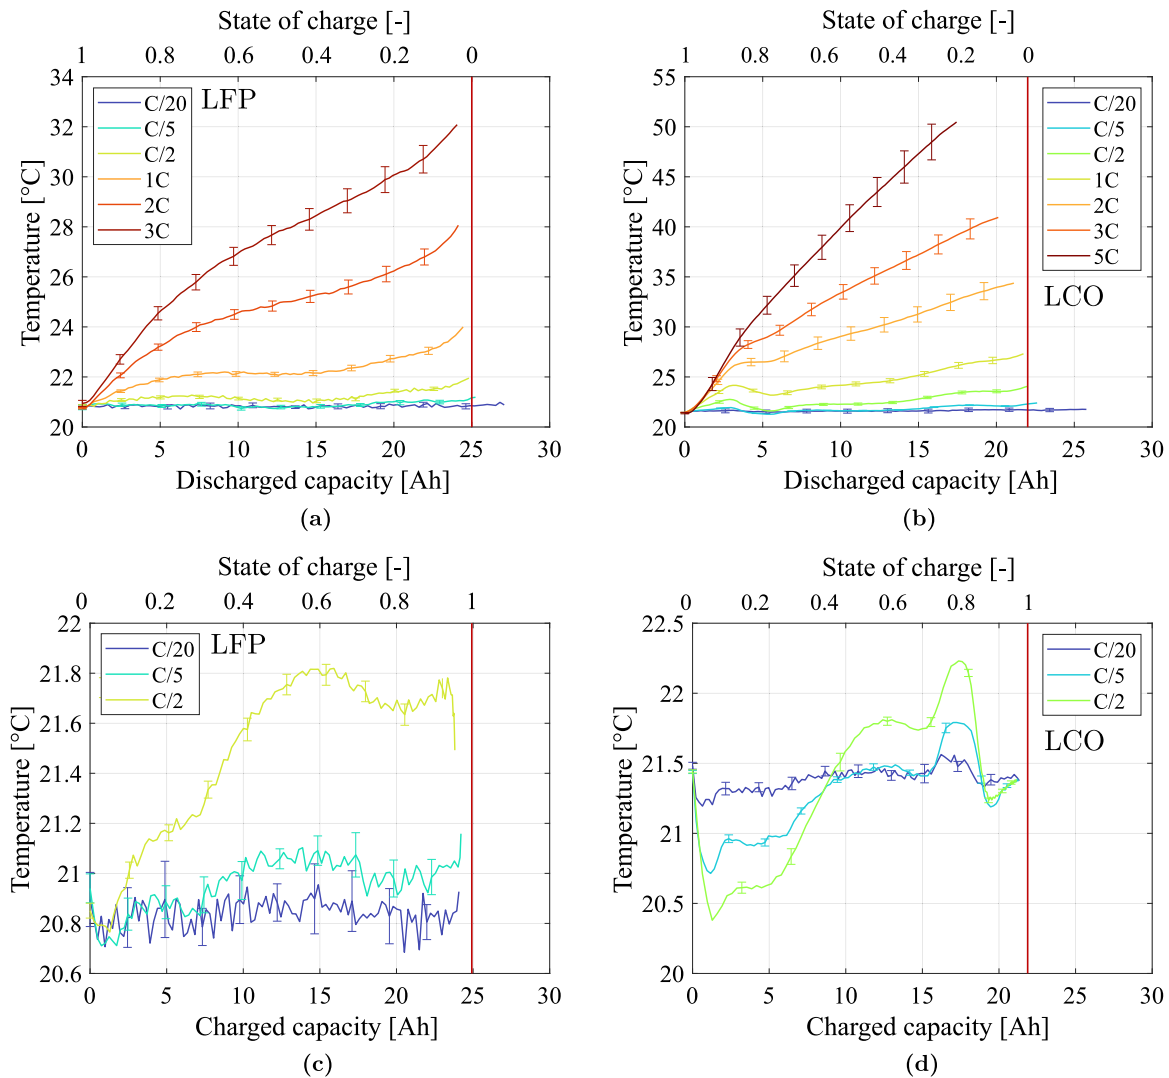 State of charge [-]
1 0.8 0.6 0.4 0.2 0
34
32
30
28
26
24
22
20
Temperature [°C]
C/20
C/5
C/2
1C
2C
3C
LFP
0 5 10 15 20 25 30
Discharged capacity [Ah]
(a)
State of charge [-]
1 0.8 0.6 0.4 0.2 0
55
50
45
40
35
30
25
20
Temperature [°C]
C/20
C/5
C/2
1C
2C
3C
5C
LCO
0 5 10 15 20 25 30
Discharged capacity [Ah]
(b)
State of charge [-]
0 0.2 0.4 0.6 0.8 1
22
21.8
21.6
21.4
21.2
21
20.8
20.6
Temperature [°C]
C/20
C/5
C/2
LFP
0 5 10 15 20 25 30
Charged capacity [Ah]
(c)
State of charge [-]
0 0.2 0.4 0.6 0.8 1
22.5
22
21.5
21
20.5
20
Temperature [°C]
C/20
C/5
C/2
LCO
0 5 10 15 20 25 30
Charged capacity [Ah]
(d)